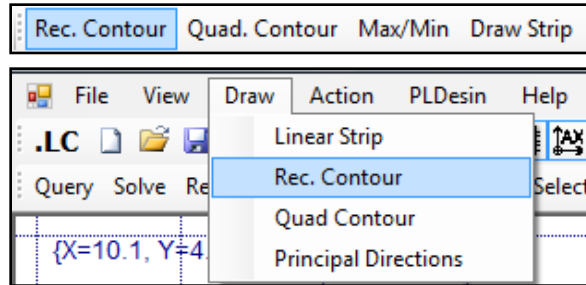 Rec. Contour Quad. Contour Max/Min Draw Strip
File View Draw Action PLDesin Help
.LC
Linear Strip
Query Solve
Rec. Contour
Select
Quad Contour
{X=10.1, Y=4.
Principal Directions